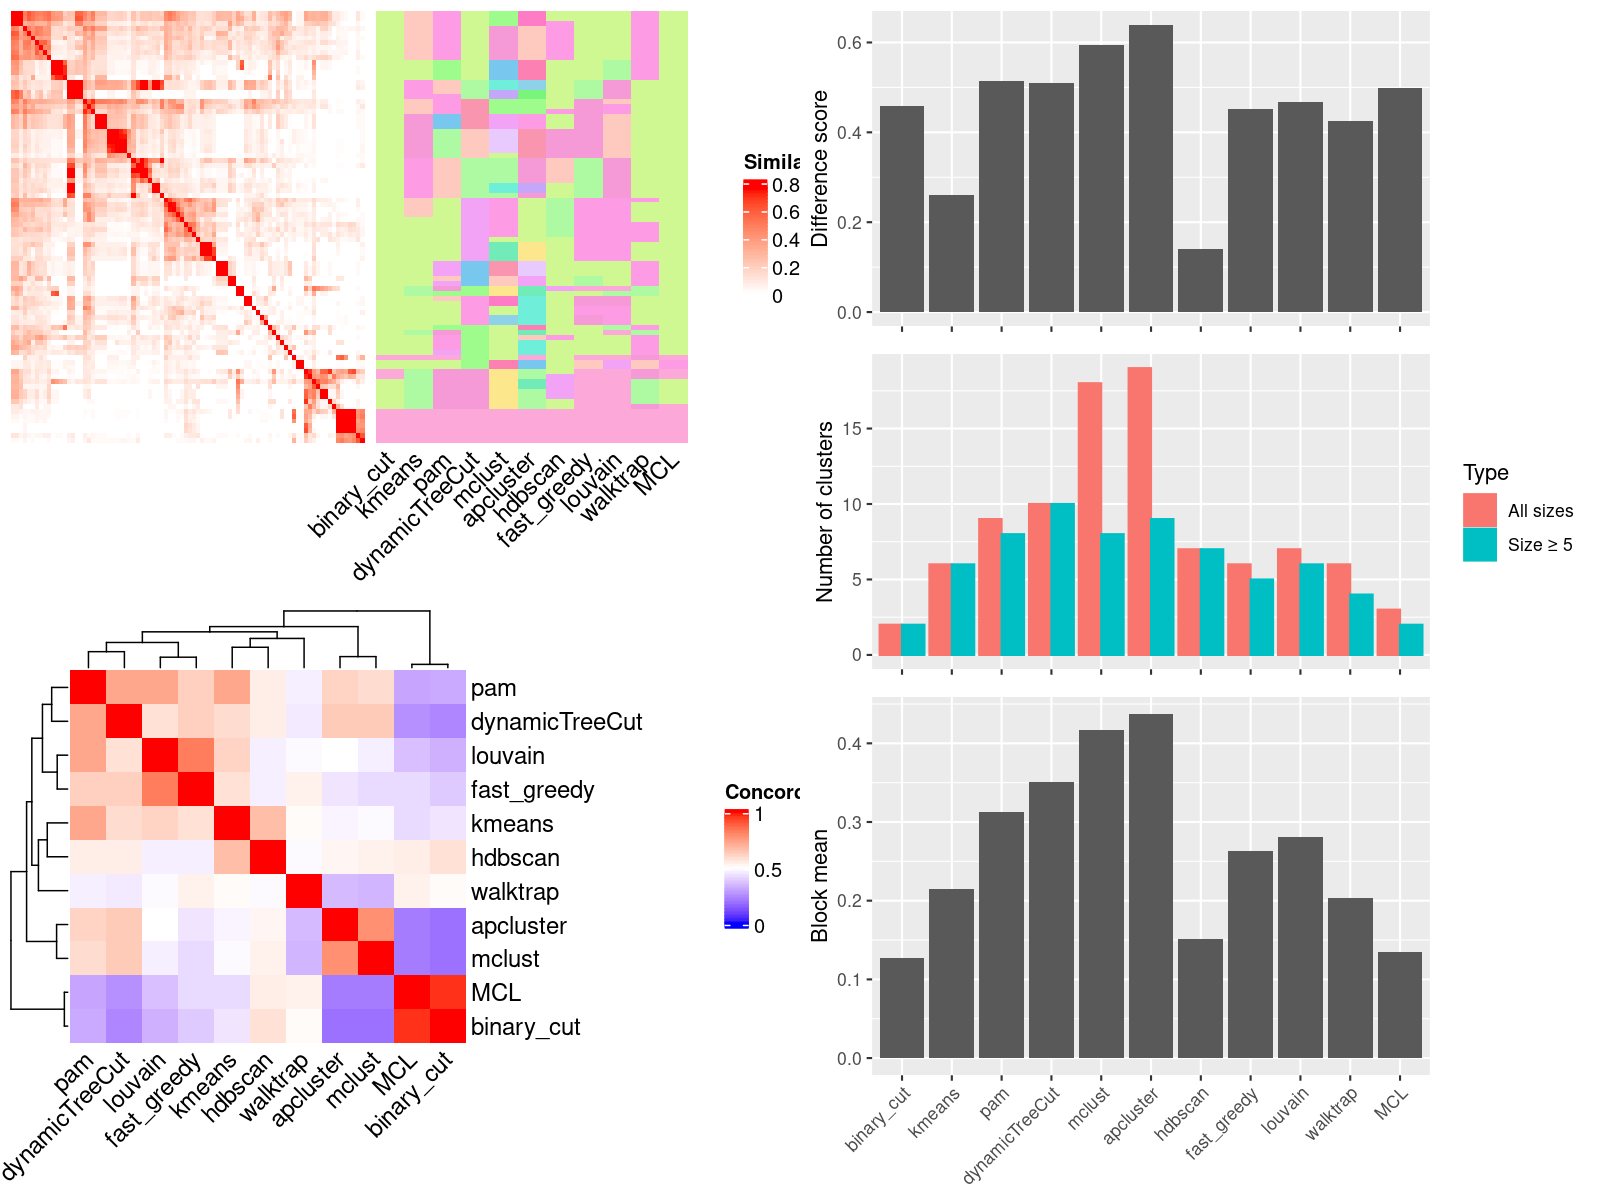 Simila
0.8
0.6
0.4
0.2
0
binary_cut
kmeans
pam
dynamicTreeCut
mclust
apcluster
hdbscan
fast_greedy
louvain
walktrap
MCL
pam
dynamicTreeCut
louvain
fast_greedy
kmeans
hdbscan
walktrap
apcluster
mclust
MCL
binary_cut
Concord
1
0.5
0
pam
dynamicTreeCut
louvain
fast_greedy
kmeans
hdbscan
walktrap
apcluster
mclust
MCL
binary_cut
Difference score
0.6
0.4
0.2
0.0
Number of clusters
15
10
5
0
Type
All sizes
Size ≥ 5
Block mean
0.4
0.3
0.2
0.1
0.0
binary_cut
kmeans
pam
dynamicTreeCut
mclust
apcluster
hdbscan
fast_greedy
louvain
walktrap
MCL